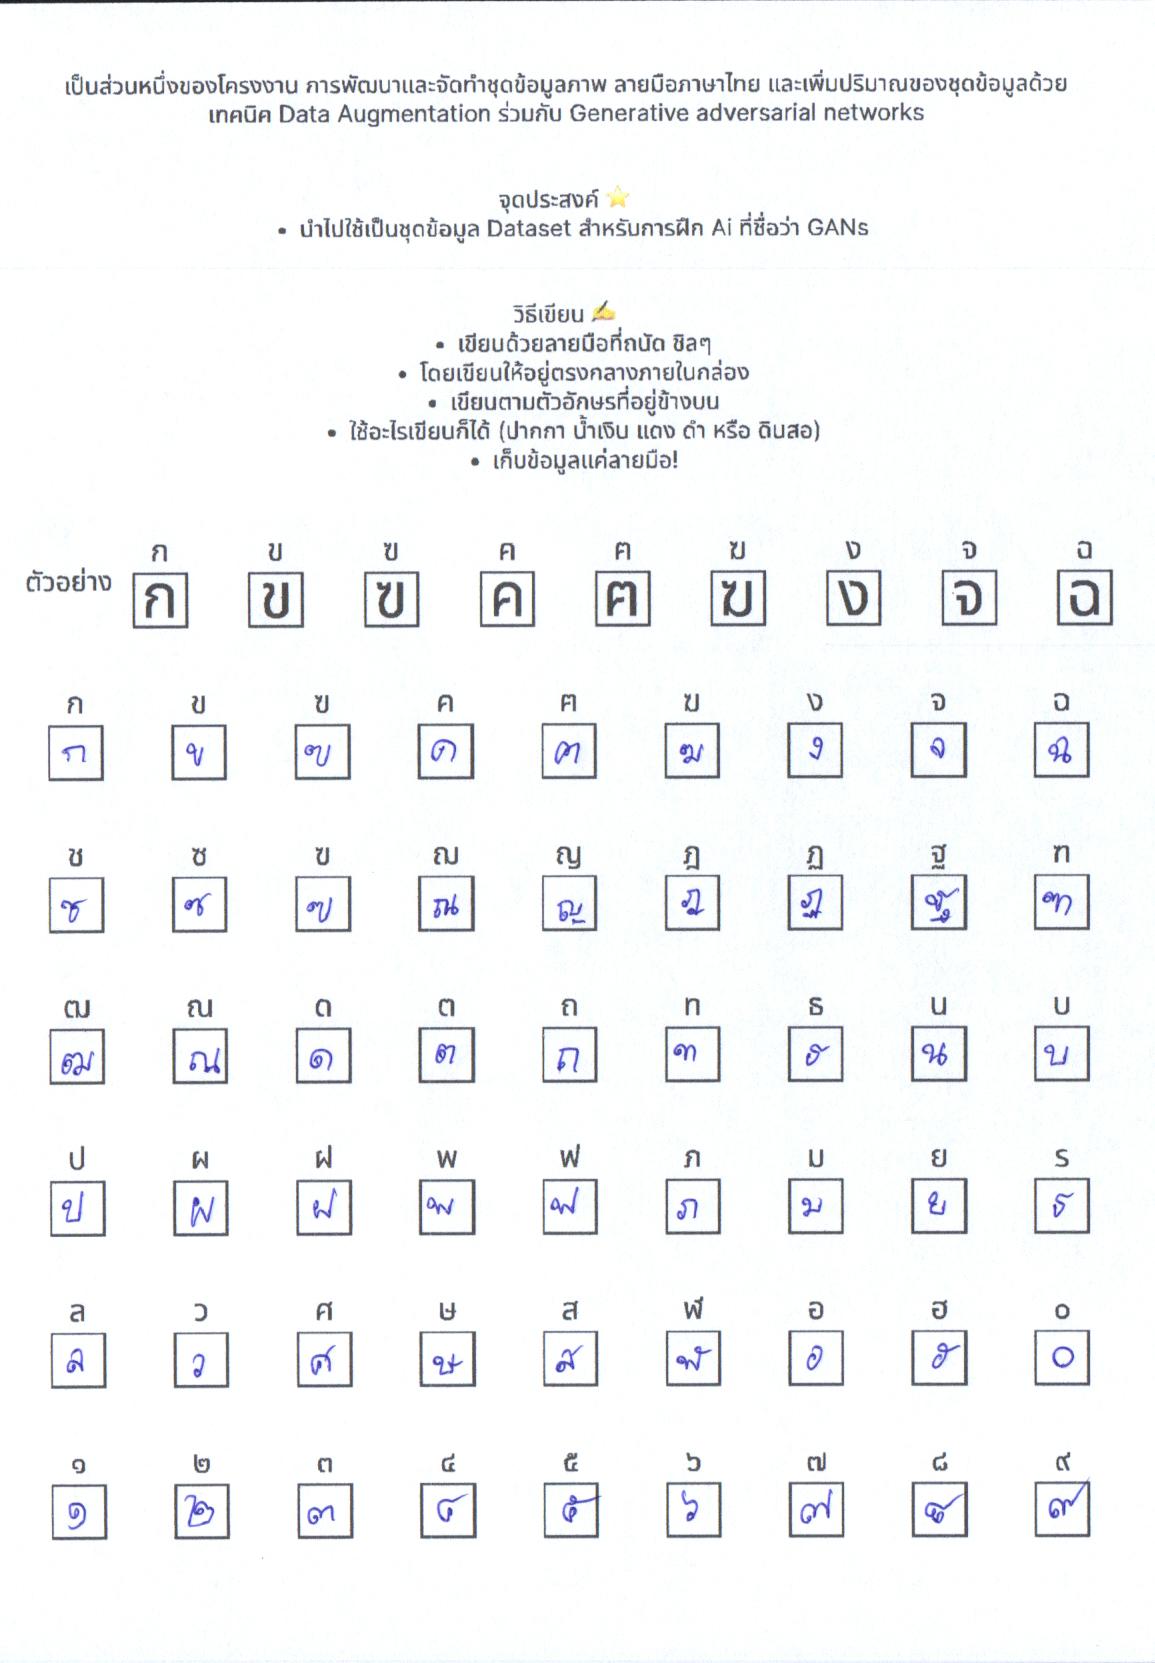 เป็นส่วนหนึ่งของโครงงาน การพัฒนาและจัดทำชุดข้อมูลภาพ ลายมือภาษาไทย และเพิ่มปริมาณของชุดข้อมูลด้วย
เทคนิค Data Augmentation ร่วมกับ Generative adversarial networks
จุดประสงค์ ⭐
• นำไปใช้เป็นชุดข้อมูล Dataset สำหรับการฝึก Ai ที่ชื่อว่า GANs
วิธีเขียน ✍️
• เขียนด้วยลายมือที่ถนัด ชิลๆ
• โดยเขียนให้อยู่ตรงกลางภายในกล่อง
• เขียนตามตัวอักษรที่อยู่ข้างบน
• ใช้อะไรเขียนก็ได้ (ปากกา น้ำเงิน แดง ดำ หรือ ดินสอ)
• เก็บข้อมูลแค่ลายมือ!
ก ข ฃ ค ฅ ฆ ง จ ฉ
ตัวอย่าง ก ข ฃ ค ฅ ฆ ง จ ฉ
ก ข ฃ ค ฅ ฆ ง จ ฉ
ก ข ฃ ค ฅ ฆ ง จ ฉ
ช ซ ฃ ฌ ญ ฎ ฏ ฐ ฑ
ช ซ ฃ ฌ ญ ฎ ฏ ฐ ฑ
ฒ ณ ด ต ถ ท ธ น บ
ฒ ณ ด ต ถ ท ธ น บ
ป ผ ฝ พ ฟ ภ ม ย ร
ป ผ ฝ พ ฟ ภ ม ย ร
ล ว ศ ษ ส ฬ อ ฮ ๐
ล ว ศ ษ ส ฬ อ ฮ ๐
๑ ๒ ๓ ๔ ๕ ๖ ๗ ๘ ๙
๑ ๒ ๓ ๔ ๕ ๖ ๗ ๘ ๙